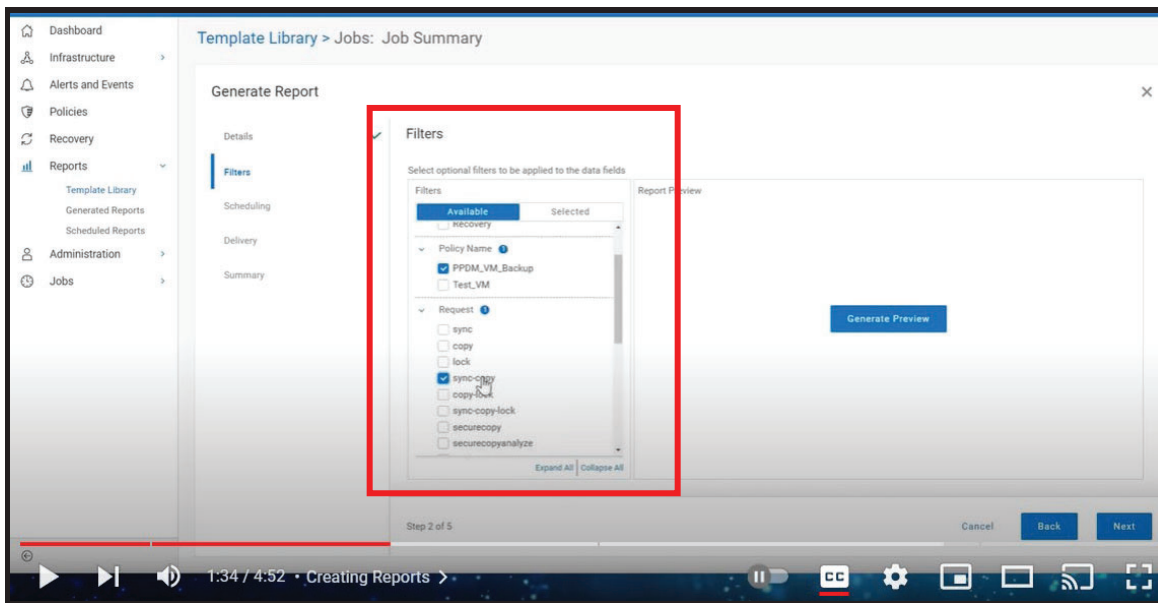 Dashboard
Infrastructure
Alerts and Events
Policies
Recovery
Reports
Template Library
Generated Reports
Scheduled Reports
Administration
Jobs
Template Library > Jobs: Job Summary
Generate Report
Details
Filters
Scheduling
Delivery
Summary
Filters
Select optional filters to be applied to the data fields
Filters
Available Selected
Recovery
Policy Name 1
PPDM_VM_Backup
Test_VM
Request 1
sync
copy
lock
sync-copy
copy-lock
sync-copy-lock
securecopy
securecopyanalyze
Expand All | Collapse All
Report Preview
Generate Preview
Step 2 of 5
Cancel Back Next
1:34 / 4:52 • Creating Reports >
CC